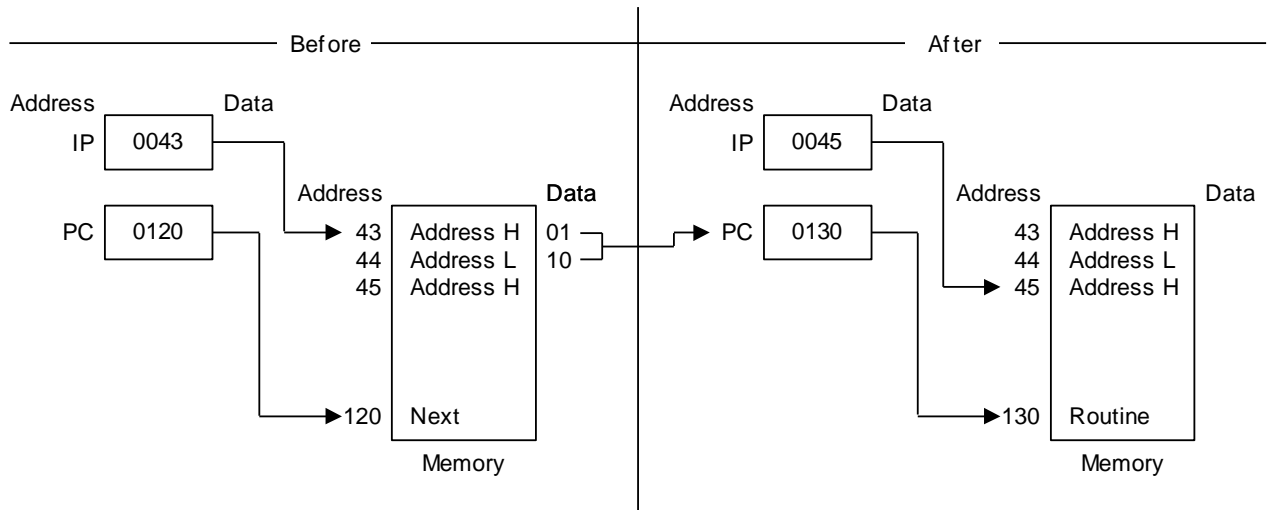 Before
After
Address Data
IP 0043
Address Data
PC 0120
43 Address H 01
44 Address L 10
45 Address H
120 Next
Memory
Address Data
IP 0045
Address Data
PC 0130
43 Address H
44 Address L
45 Address H
130 Routine
Memory